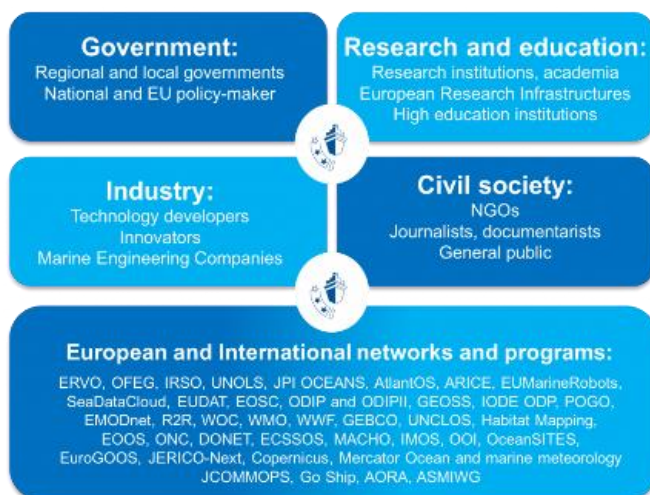 Government:
Regional and local governments
National and EU policy-maker
Research and education:
Research institutions, academia
European Research Infrastructures
High education institutions
Industry:
Technology developers
Innovators
Marine Engineering Companies
Civil society:
NGOs
Journalists, documentarists
General public
European and International networks and programs:
ERVO, OFEG, IRSO, UNOLS, JPI OCEANS, AtlantOS, ARICE, EUMarineRobots,
SeaDataCloud, EUDAT, EOSC, ODIP and ODIPII, GEOSS, IODE ODP, POGO,
EMODnet, R2R, WOC, WMO, WWF, GEBCO, UNCLOS, Habitat Mapping,
EOOS, ONC, DONET, ECSSOS, MACHO, IMOS, OOI, OceanSITES,
EuroGOOS, JERICO-Next, Copernicus, Mercator Ocean and marine meteorology
JCOMMOPS, Go Ship, AORA, ASMIWG